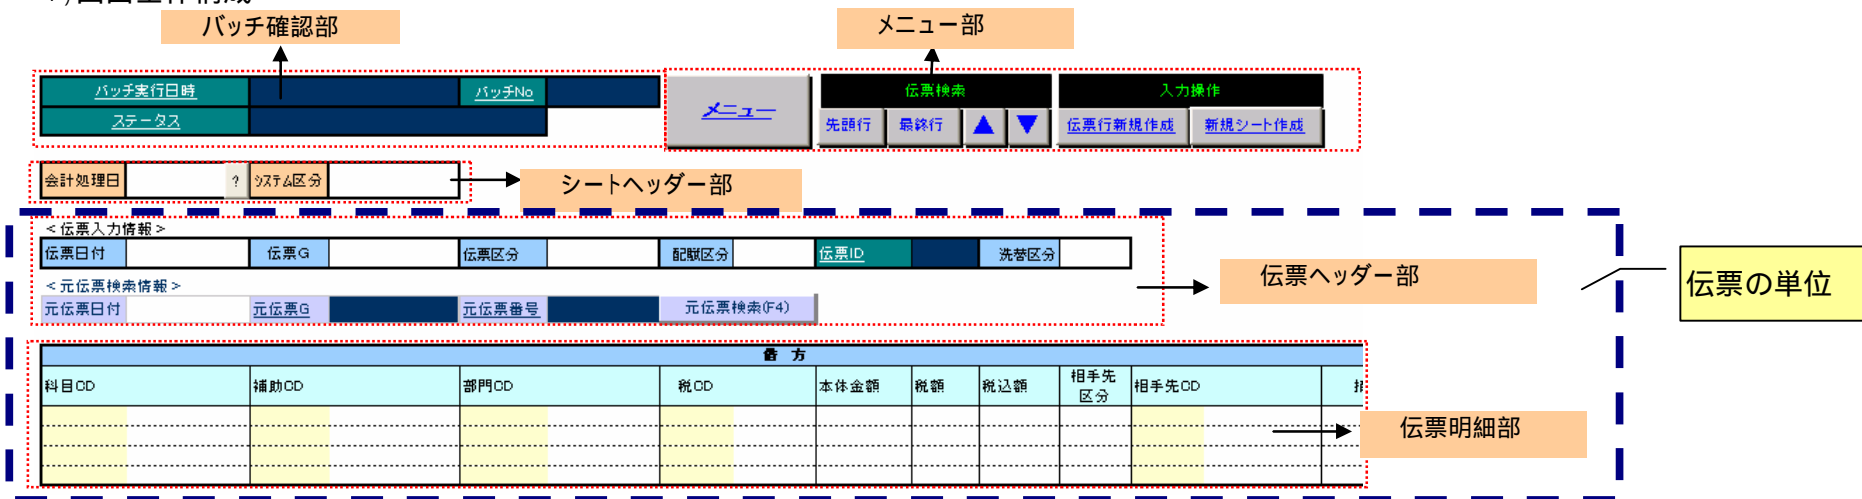 バッチ確認部
メニュー部
バッチ実行日時 バッチNo
ステータス
メニュー
伝票検索 入力操作
先頭行 最終行 ▲ ▼ 伝票行新規作成 新規シート作成
会計処理日 ? システム区分
シートヘッダー部
<伝票入力情報>
伝票日付 伝票G 伝票区分 配賦区分 伝票ID 洗替区分
伝票ヘッダー部
伝票の単位
<元伝票検索情報>
元伝票日付 元伝票G 元伝票番号 元伝票検索(F4)
借方
科目CD 補助CD 部門CD 税CD 本体金額 税額 税込額 相手先区分 相手先CD
伝票明細部